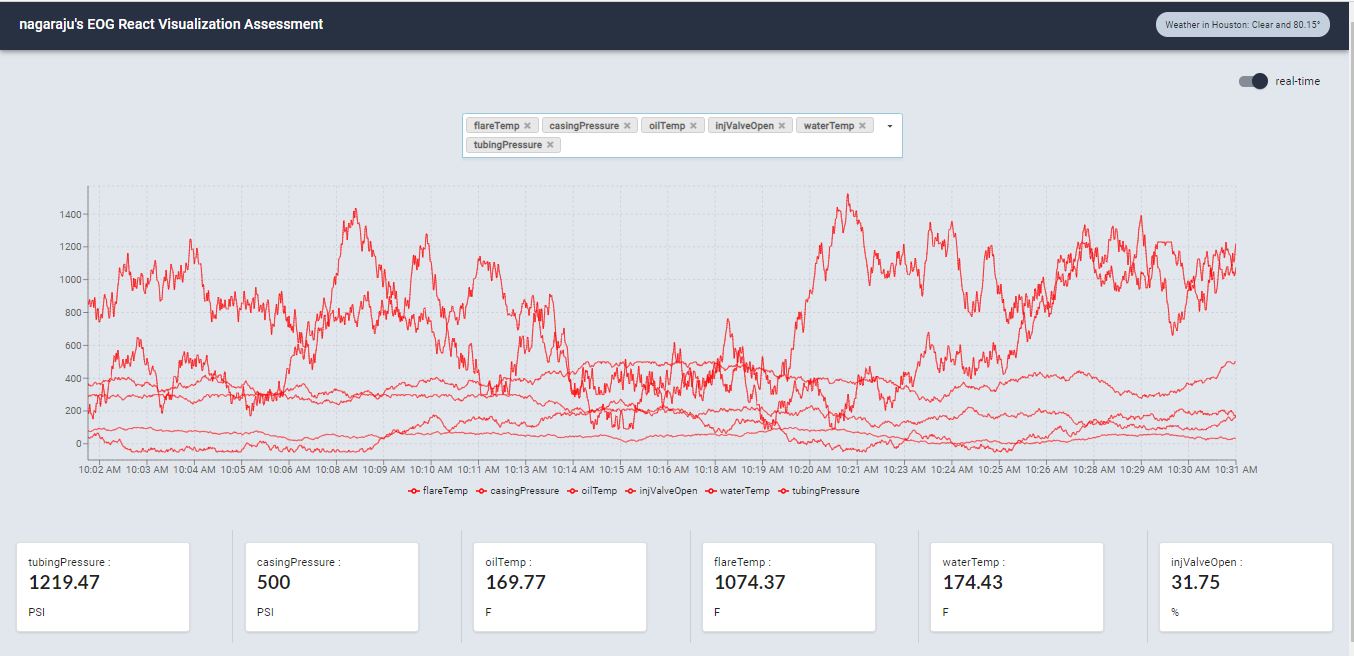 nagaraju's EOG React Visualization Assessment
Weather in Houston: Clear and 80.15°
real-time
flareTemp × casingPressure × oilTemp × injValveOpen × waterTemp ×
tubingPressure ×
1400
1200
1000
800
600
400
200
0
10:02 AM 10:03 AM 10:04 AM 10:05 AM 10:06 AM 10:08 AM 10:09 AM 10:10 AM 10:11 AM 10:13 AM 10:14 AM 10:15 AM 10:16 AM 10:18 AM 10:19 AM 10:20 AM 10:21 AM 10:23 AM 10:24 AM 10:25 AM 10:26 AM 10:28 AM 10:29 AM 10:30 AM 10:31 AM
flareTemp casingPressure oilTemp injValveOpen waterTemp tubingPressure
tubingPressure :
1219.47
PSI
casingPressure :
500
PSI
oilTemp :
169.77
F
flareTemp :
1074.37
F
waterTemp :
174.43
F
injValveOpen :
31.75
%